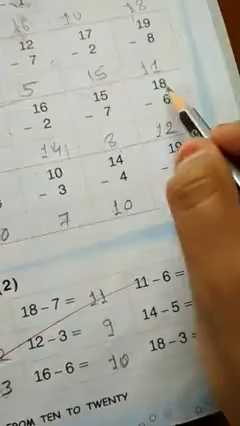 16 10 18
12 17 19
- 7 - 2 - 8
5 15 11
16 15 18
- 2 - 7 - 6
14 8 12
10 14 19
- 3 - 4 -
7 10
(2)
18 - 7 = 11 11 - 6 =
12 - 3 = 9 14 - 5 =
16 - 6 = 10 18 - 3 =
FROM TEN TO TWENTY